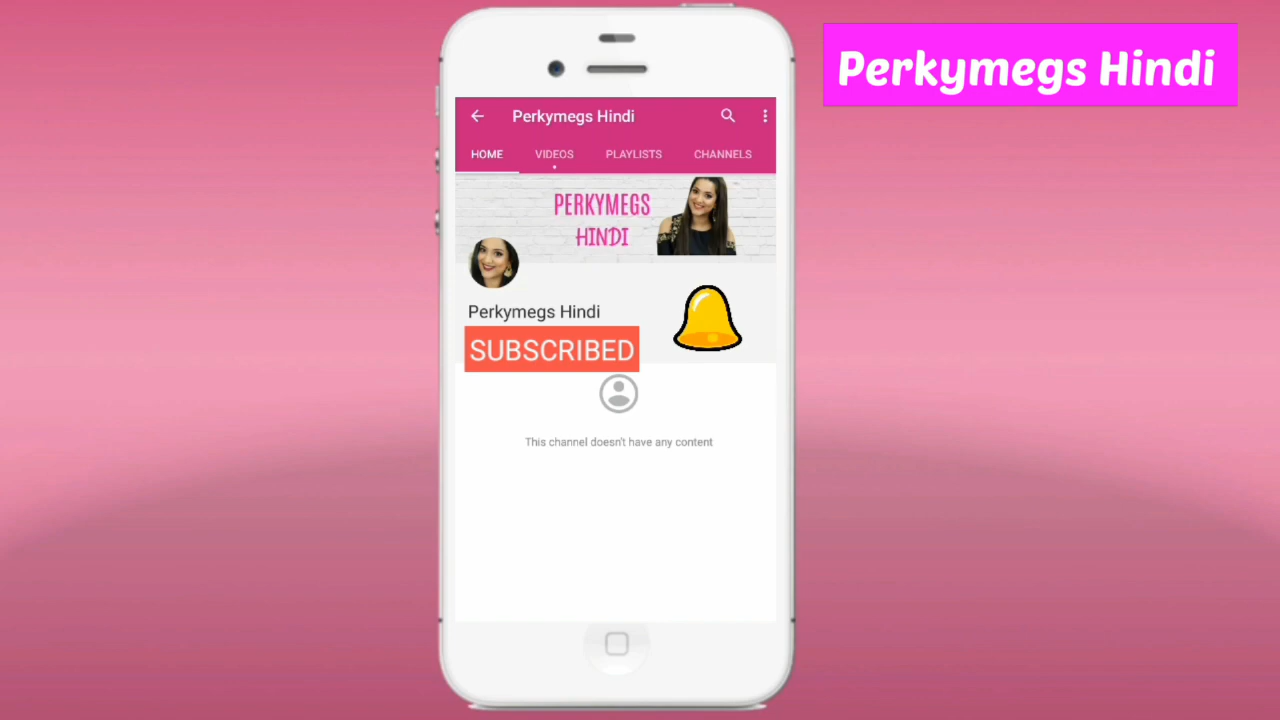 Perkymegs Hindi
Perkymegs Hindi
HOME VIDEOS PLAYLISTS CHANNELS
PERKYMEGS
HINDI
Perkymegs Hindi
SUBSCRIBED
This channel doesn't have any content